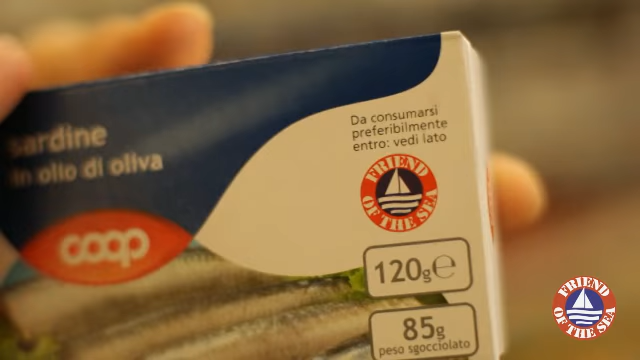 sardine
in olio di oliva
coop
Da consumarsi
preferibilmente
entro: vedi lato
FRIEND
OF THE SEA
120g℮
85g
peso sgocciolato
FRIEND
OF THE SEA